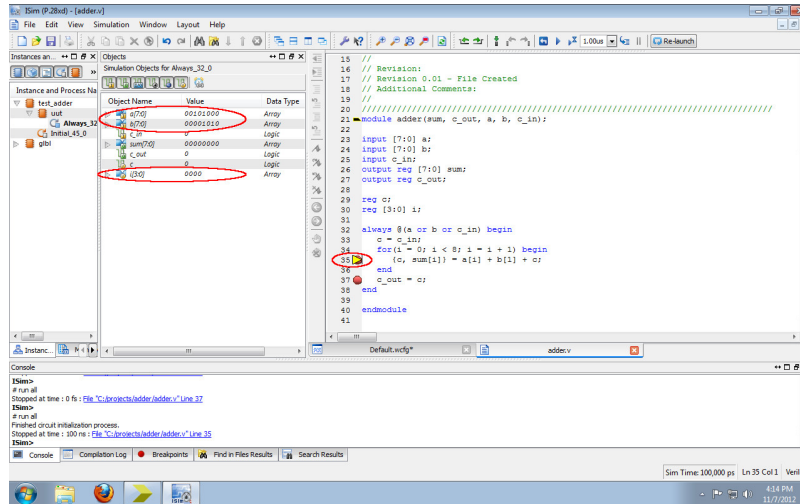 ISim (P.28xd) - [adder.v]
File Edit View Simulation Window Layout Help
1.00us
Re-launch
Instances an...
Objects
Simulation Objects for Always_32_0
Instance and Process Na
test_adder
uut
Always_32
Initial_45_0
glbl
Object Name Value Data Type
a[7:0] 00101000 Array
b[7:0] 00001010 Array
c_in 0 Logic
sum[7:0] 00000000 Array
c_out 0 Logic
c 0 Logic
i[3:0] 0000 Array
15 //
16 // Revision:
17 // Revision 0.01 - File Created
18 // Additional Comments:
19 //
20 //////////////////////////////////////////////////////////////////////////////////
21 module adder(sum, c_out, a, b, c_in);
22
23 input [7:0] a;
24 input [7:0] b;
25 input c_in;
26 output reg [7:0] sum;
27 output reg c_out;
28
29 reg c;
30 reg [3:0] i;
31
32 always @(a or b or c_in) begin
33 c = c_in;
34 for(i = 0; i < 8; i = i + 1) begin
35 {c, sum[i]} = a[i] + b[i] + c;
36 end
37 c_out = c;
38 end
39
40 endmodule
41
Instanc...
Default.wcfg*
adder.v
Console
ISim>
# run all
Stopped at time : 0 fs : File "C:/projects/adder/adder.v" Line 37
ISim>
# run all
Finished circuit initialization process.
Stopped at time : 100 ns : File "C:/projects/adder/adder.v" Line 35
ISim>
Console Compilation Log Breakpoints Find in Files Results Search Results
Sim Time: 100,000 ps Ln 35 Col 1 Veril
4:14 PM
11/7/2012